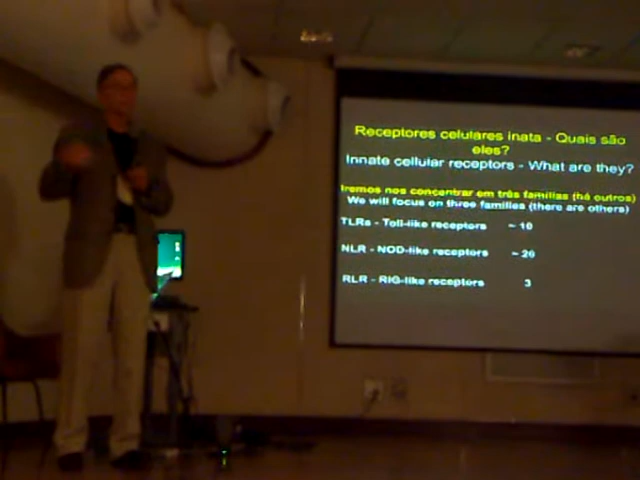 Receptores celulares inata - Quais são
eles?
Innate cellular receptors - What are they?
Iremos nos concentrar em três famílias (há outros)
We will focus on three families (there are others)
TLRs - Toll-like receptors ~ 10
NLR - NOD-like receptors ~ 20
RLR - RIG-like receptors 3